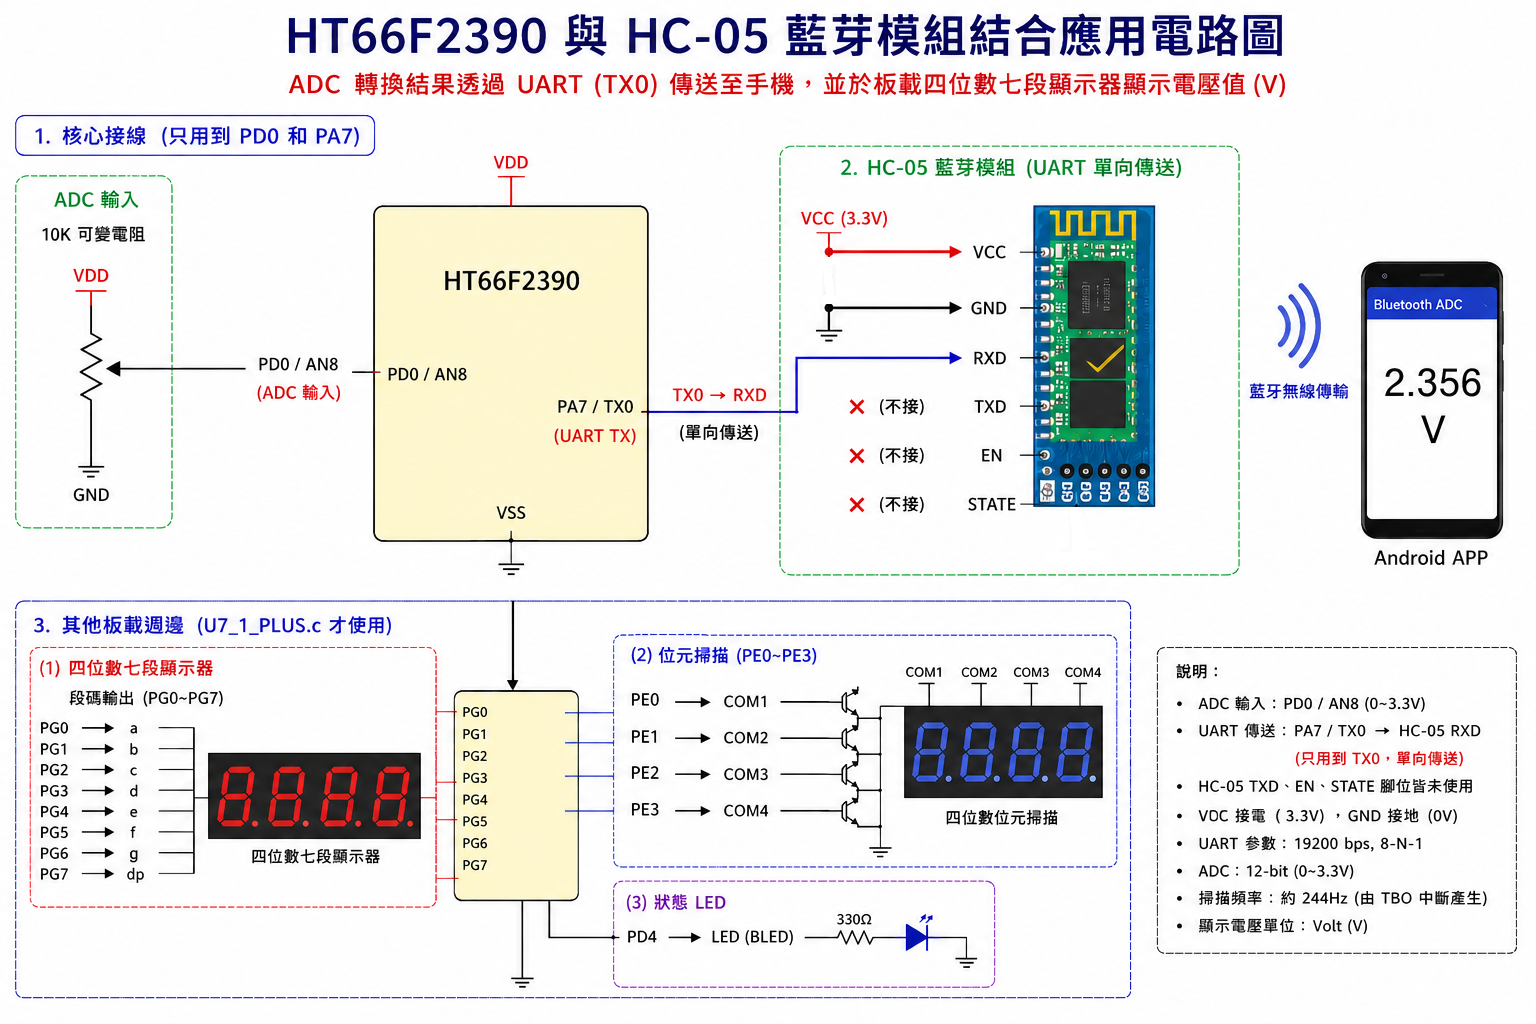 HT66F2390 與 HC-05 藍芽模組結合應用電路圖
ADC 轉換結果透過 UART (TX0) 傳送至手機，並於板載四位數七段顯示器顯示電壓值 (V)
1. 核心接線 (只用到 PD0 和 PA7)
ADC 輸入
10K 可變電阻
VDD
GND
PD0 / AN8
(ADC 輸入)
VDD
HT66F2390
PD0 / AN8
PA7 / TX0
(UART TX)
VSS
TX0 → RXD
(單向傳送)
2. HC-05 藍芽模組 (UART 單向傳送)
VCC (3.3V)
VCC
GND
RXD
× (不接) TXD
× (不接) EN
× (不接) STATE
藍牙無線傳輸
Bluetooth ADC
2.356
V
Android APP
3. 其他板載週邊 (U7_1_PLUS.c 才使用)
(1) 四位數七段顯示器
段碼輸出 (PG0~PG7)
PG0 → a
PG1 → b
PG2 → c
PG3 → d
PG4 → e
PG5 → f
PG6 → g
PG7 → dp
8.8.8.8.
四位數七段顯示器
PG0
PG1
PG2
PG3
PG4
PG5
PG6
PG7
(2) 位元掃描 (PE0~PE3)
PE0 → COM1
PE1 → COM2
PE2 → COM3
PE3 → COM4
COM1 COM2 COM3 COM4
8.8.8.8.
四位數位元掃描
(3) 狀態 LED
PD4 → LED (BLED)
330Ω
說明：
• ADC 輸入：PD0 / AN8 (0~3.3V)
• UART 傳送：PA7 / TX0 → HC-05 RXD
(只用到 TX0，單向傳送)
• HC-05 TXD、EN、STATE 腳位皆未使用
• VDC 接電 ( 3.3V) ，GND 接地 (0V)
• UART 參數：19200 bps, 8-N-1
• ADC：12-bit (0~3.3V)
• 掃描頻率：約 244Hz (由 TBO 中斷產生)
• 顯示電壓單位：Volt (V)